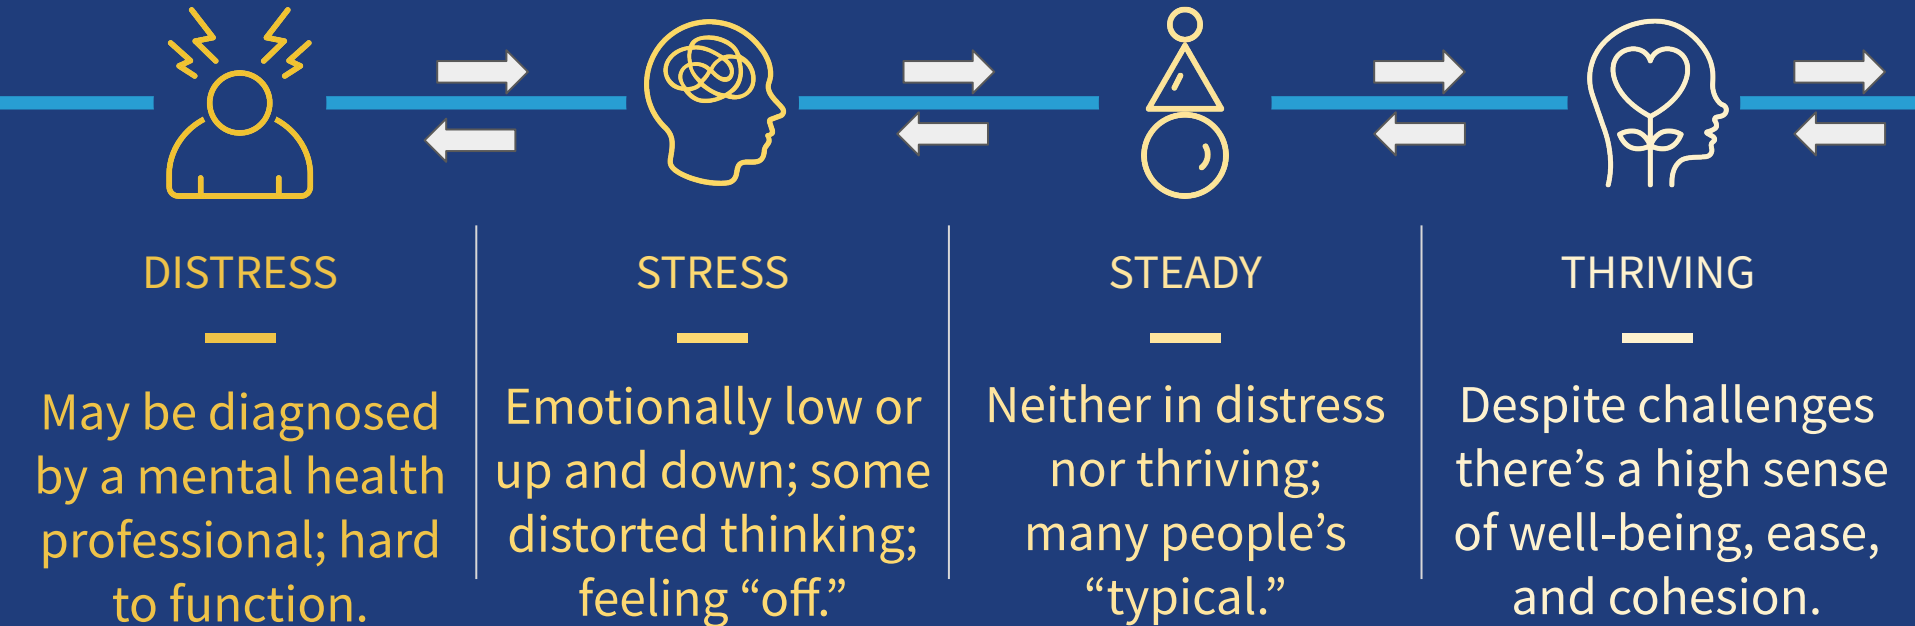 DISTRESS
May be diagnosed
by a mental health
professional; hard
to function.
STRESS
Emotionally low or
up and down; some
distorted thinking;
feeling “off.”
STEADY
Neither in distress
nor thriving;
many people’s
“typical.”
THRIVING
Despite challenges
there’s a high sense
of well-being, ease,
and cohesion.